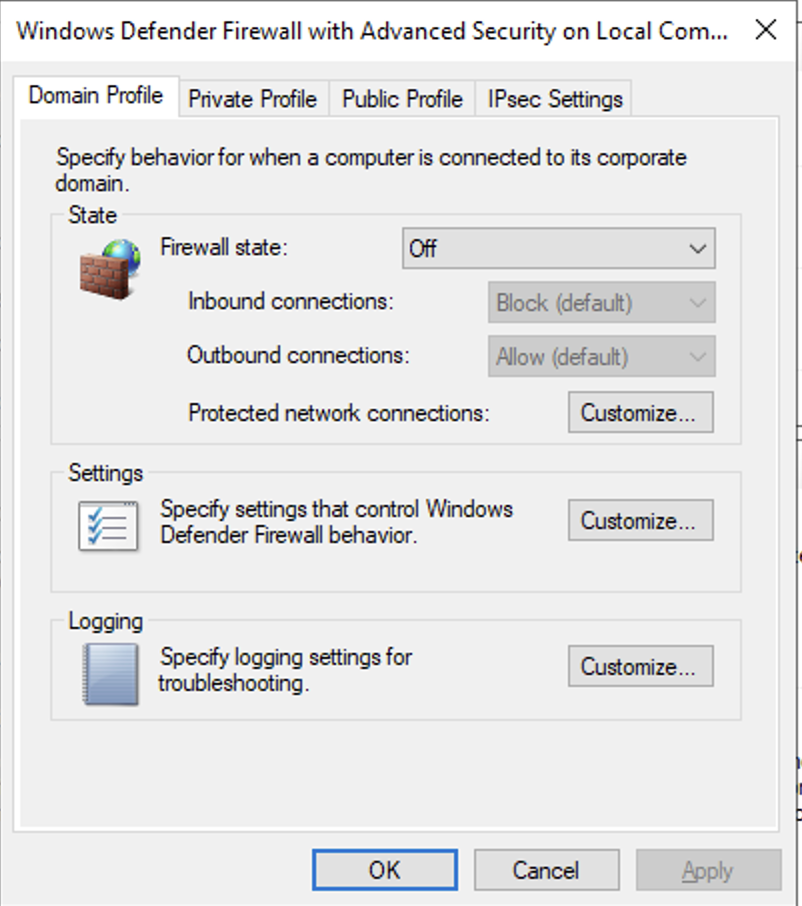 Windows Defender Firewall with Advanced Security on Local Com...
Domain Profile
Private Profile
Public Profile
IPsec Settings
Specify behavior for when a computer is connected to its corporate
domain.
State
Firewall state:
Off
Inbound connections:
Block (default)
Outbound connections:
Allow (default)
Protected network connections:
Customize...
Settings
Specify settings that control Windows
Defender Firewall behavior.
Customize...
Logging
Specify logging settings for
troubleshooting.
Customize...
OK
Cancel
Apply